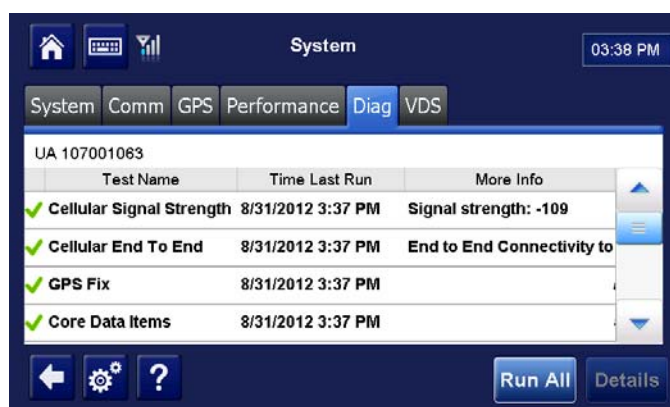 System
03:38 PM
System Comm GPS Performance Diag VDS
UA 107001063
Test Name Time Last Run More Info
Cellular Signal Strength 8/31/2012 3:37 PM Signal strength: -109
Cellular End To End 8/31/2012 3:37 PM End to End Connectivity to
GPS Fix 8/31/2012 3:37 PM
Core Data Items 8/31/2012 3:37 PM
? Run All Details